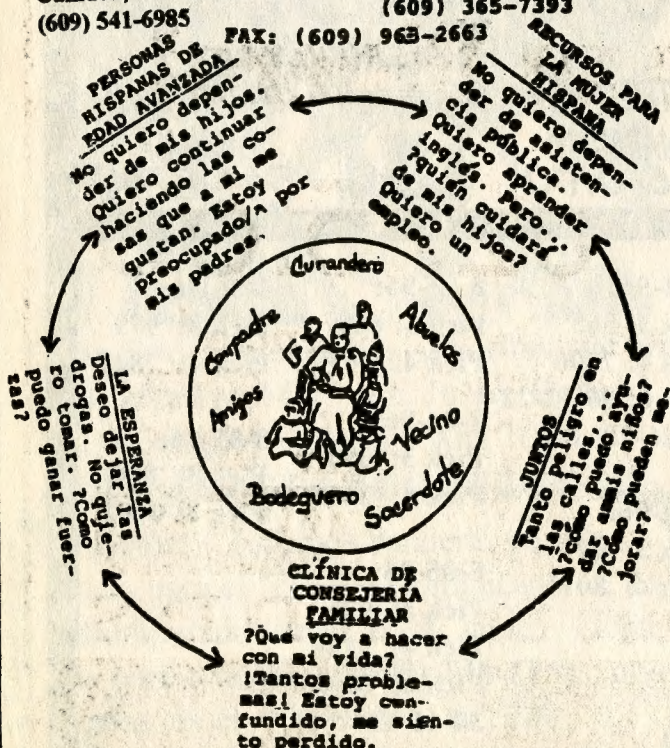 (609) 541-6985
(609) 365-7393
FAX: (609) 963-2663
PERSONAS
HISPANAS DE
EDAD AVANZADA
No quiero depen-
der de mis hijos.
Quiero continuar
haciendo las co-
sas que a mi me
gustan. Estoy
preocupado/^ por
mis padres.
RECURSOS PARA
LA MUJER
HISPANA
No quiero depen-
der de asisten-
cia pública.
Quiero aprender
inglés. Pero...
?quién cuidará
de mis hijos?
Quiero un
empleo.
Curandero
Compadre
Abuelos
Amigos
Vecino
Bodeguero
Sacerdote
LA ESPERANZA
Deseo dejar las
drogas. No quie-
ro tomar. ?Como
puedo ganar fuer-
zas?
JUNTOS
Tanto peligro en
las calles....
?cómo puedo ayu-
dar a mis niños?
?Cómo pueden me-
jorar?
CLÍNICA DE
CONSEJERÍA
FAMILIAR
?Que voy a hacer
con mi vida?
!Tantos proble-
mas! Estoy con-
fundido, me sien-
to perdido.